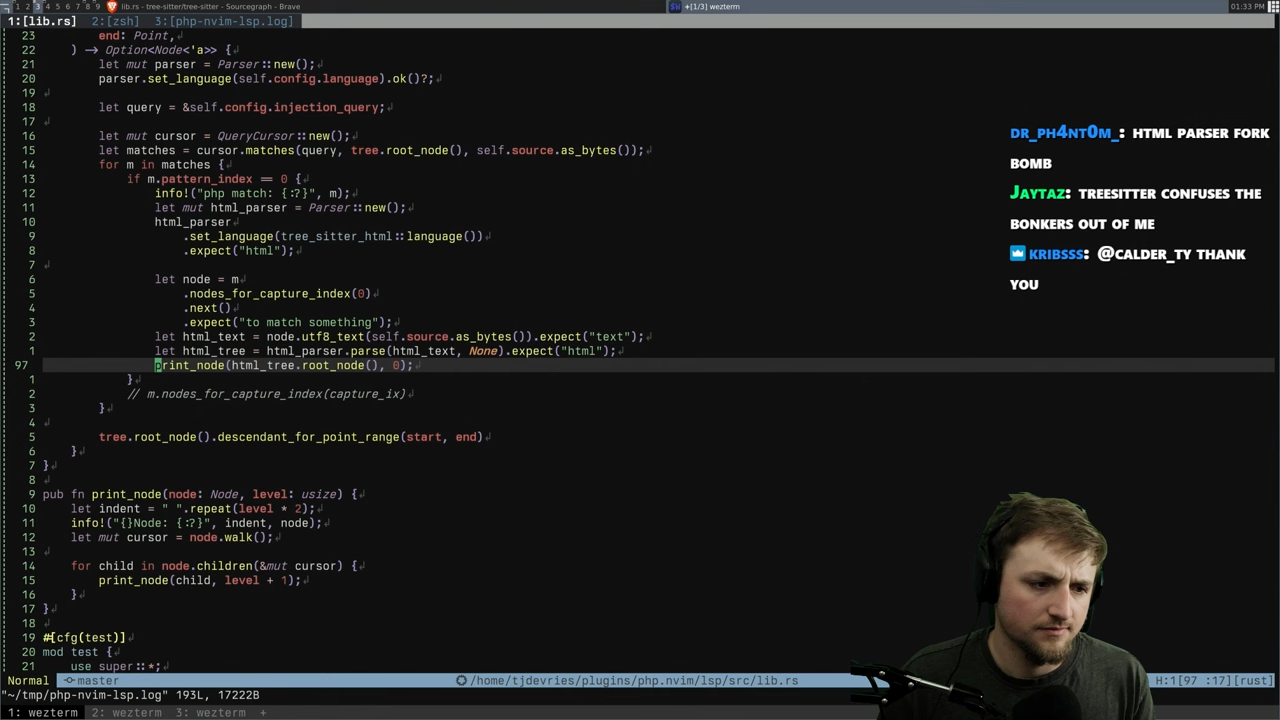 1 2 3 4 5 6 7 8 9 lib.rs - tree-sitter/tree-sitter - Sourcegraph - Brave
+[1/3] wezterm
01:33 PM
1:[lib.rs] 2:[zsh] 3:[php-nvim-lsp.log]
23 end: Point,
22 ) -> Option<Node<'a>> {
21 let mut parser = Parser::new();
20 parser.set_language(self.config.language).ok()?;
19
18 let query = &self.config.injection_query;
17
16 let mut cursor = QueryCursor::new();
15 let matches = cursor.matches(query, tree.root_node(), self.source.as_bytes());
14 for m in matches {
13 if m.pattern_index == 0 {
12 info!("php match: {:?}", m);
11 let mut html_parser = Parser::new();
10 html_parser
9 .set_language(tree_sitter_html::language())
8 .expect("html");
7
6 let node = m
5 .nodes_for_capture_index(0)
4 .next()
3 .expect("to match something");
2 let html_text = node.utf8_text(self.source.as_bytes()).expect("text");
1 let html_tree = html_parser.parse(html_text, None).expect("html");
97 print_node(html_tree.root_node(), 0);
1 }
2 // m.nodes_for_capture_index(capture_ix)
3 }
4
5 tree.root_node().descendant_for_point_range(start, end)
6 }
7 }
8
9 pub fn print_node(node: Node, level: usize) {
10 let indent = " ".repeat(level * 2);
11 info!("{}Node: {:?}", indent, node);
12 let mut cursor = node.walk();
13
14 for child in node.children(&mut cursor) {
15 print_node(child, level + 1);
16 }
17 }
18
19 #[cfg(test)]
20 mod test {
21 use super::*;
Normal master /home/tjdevries/plugins/php.nvim/lsp/src/lib.rs H:1[97 :17][rust]
"~/tmp/php-nvim-lsp.log" 193L, 17222B
1: wezterm 2: wezterm 3: wezterm +
DR_PH4NT0M_: HTML PARSER FORK
BOMB
JAYTAZ: TREESITTER CONFUSES THE
BONKERS OUT OF ME
KRIBSSS: @CALDER_TY THANK
YOU